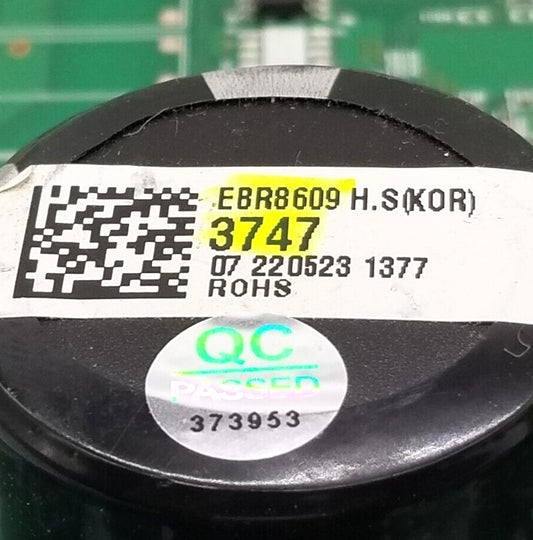 EBR8609 H.S(KOR)
3747
07 220523 1377
ROHS
QC
PASSED
373953